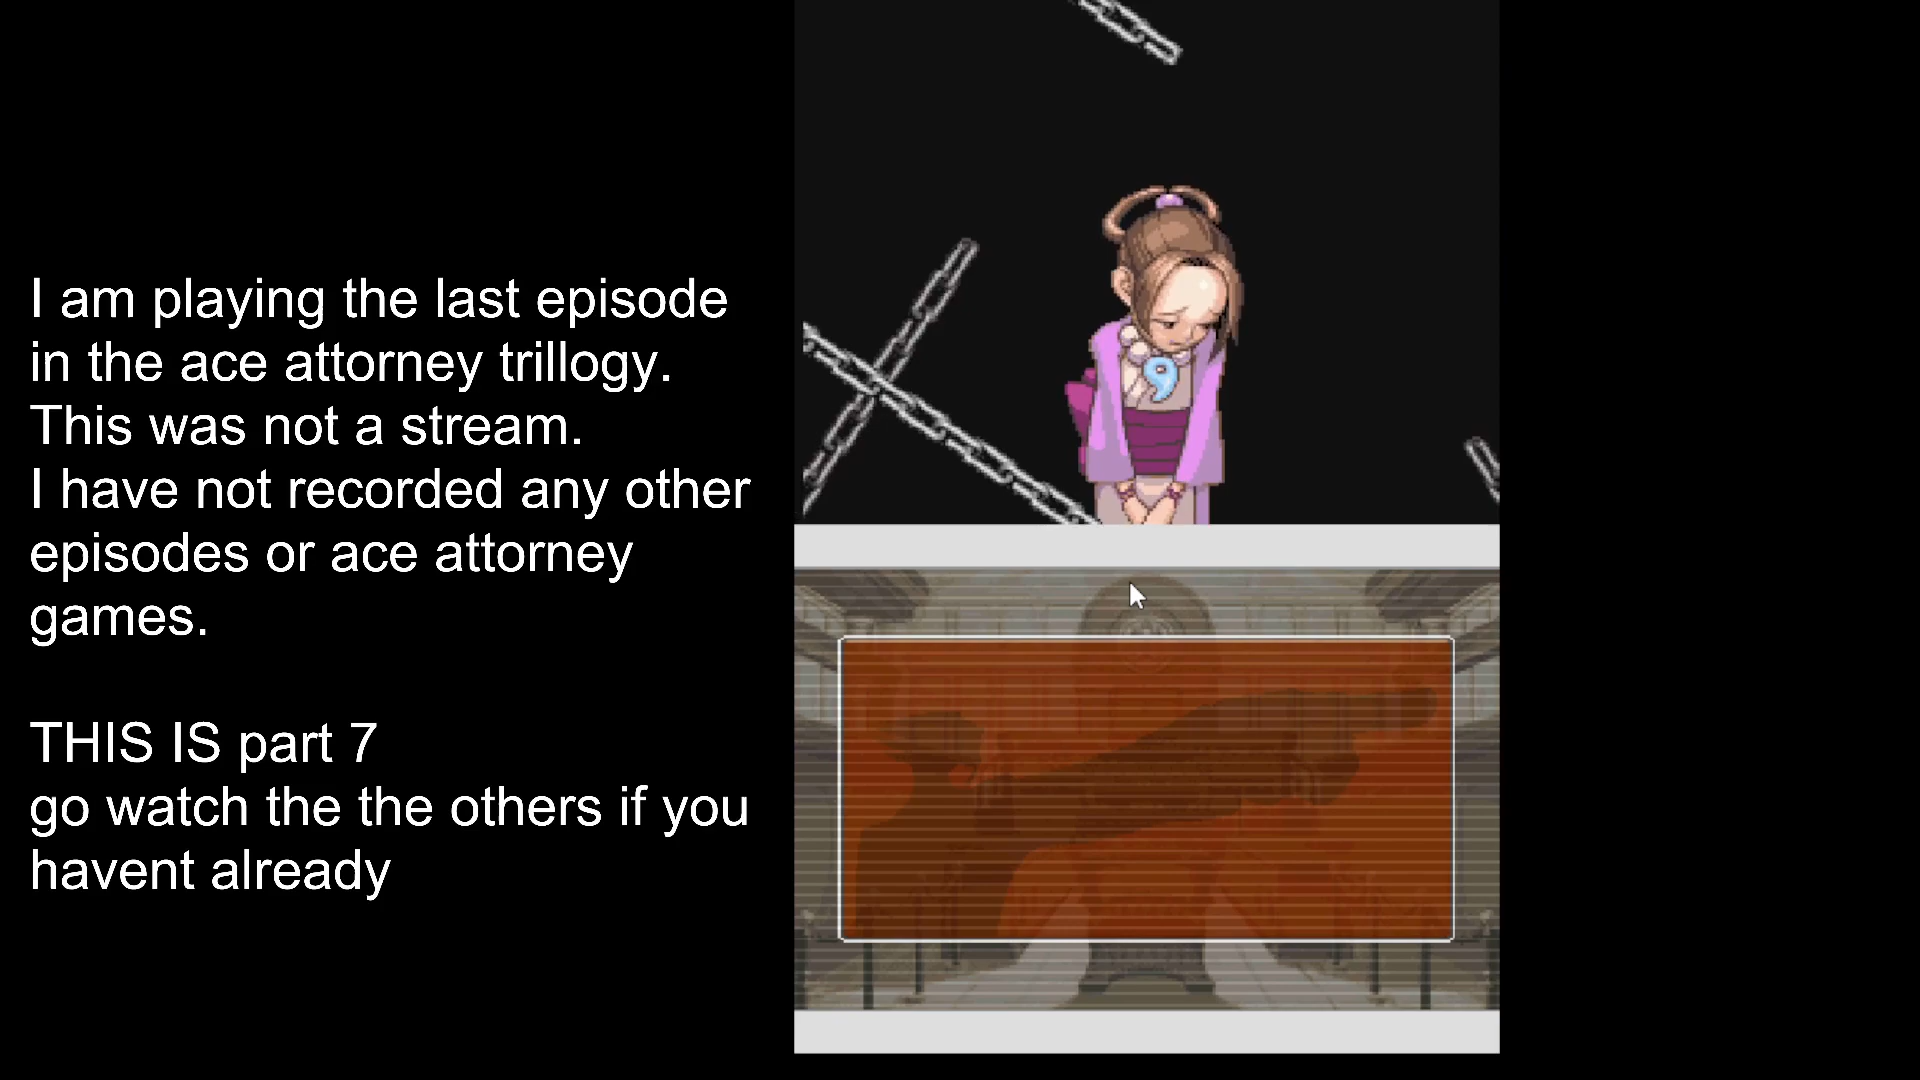 I am playing the last episode
in the ace attorney trillogy.
This was not a stream.
I have not recorded any other
episodes or ace attorney
games.
THIS IS part 7
go watch the the others if you
havent already